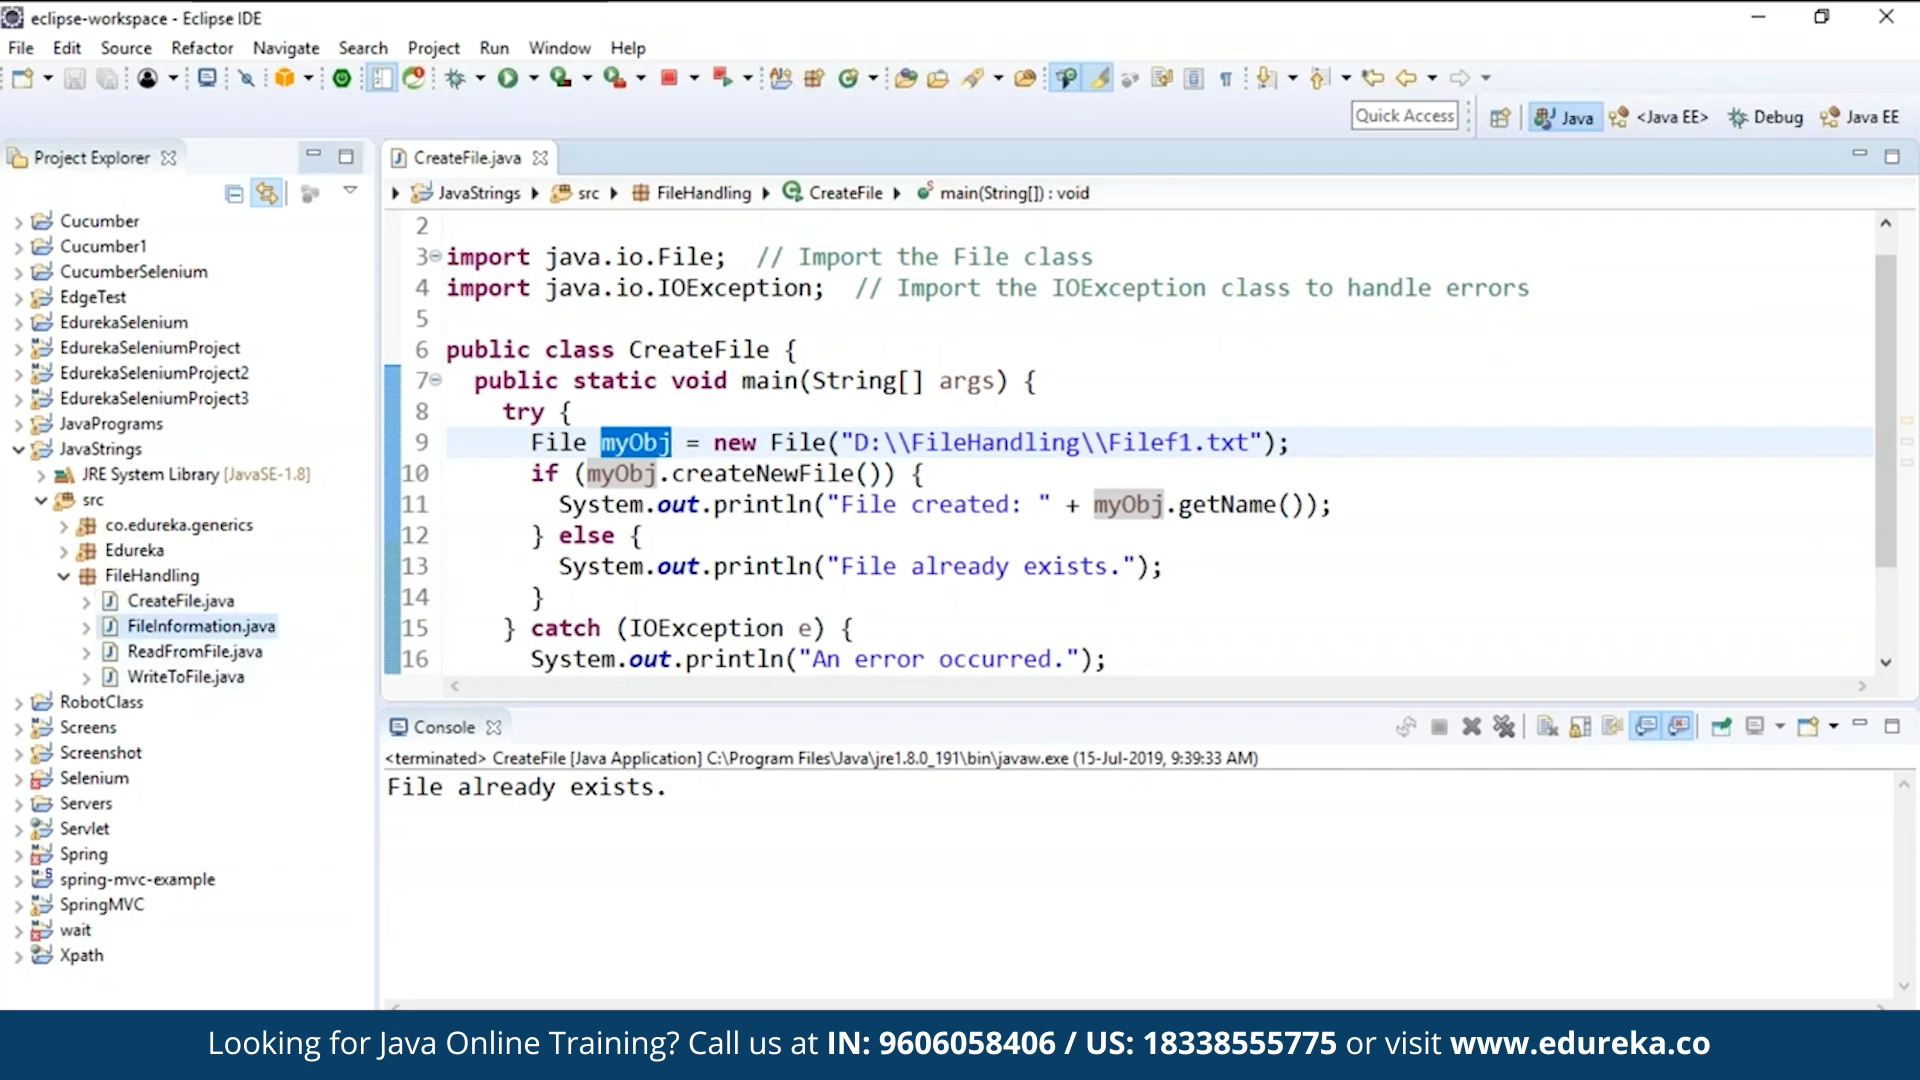 eclipse-workspace - Eclipse IDE
File Edit Source Refactor Navigate Search Project Run Window Help
Quick Access Java <Java EE> Debug Java EE
Project Explorer
Cucumber
Cucumber1
CucumberSelenium
EdgeTest
EdurekaSelenium
EdurekaSeleniumProject
EdurekaSeleniumProject2
EdurekaSeleniumProject3
JavaPrograms
JavaStrings
JRE System Library [JavaSE-1.8]
src
co.edureka.generics
Edureka
FileHandling
CreateFile.java
FileInformation.java
ReadFromFile.java
WriteToFile.java
RobotClass
Screens
Screenshot
Selenium
Servers
Servlet
Spring
spring-mvc-example
SpringMVC
wait
Xpath
CreateFile.java
JavaStrings src FileHandling CreateFile main(String[]) : void
2
3 import java.io.File;  // Import the File class
4 import java.io.IOException;  // Import the IOException class to handle errors
5
6 public class CreateFile {
7   public static void main(String[] args) {
8     try {
9       File myObj = new File("D:\\FileHandling\\Filef1.txt");
10       if (myObj.createNewFile()) {
11         System.out.println("File created: " + myObj.getName());
12       } else {
13         System.out.println("File already exists.");
14       }
15     } catch (IOException e) {
16       System.out.println("An error occurred.");
Console
<terminated> CreateFile [Java Application] C:\Program Files\Java\jre1.8.0_191\bin\javaw.exe (15-Jul-2019, 9:39:33 AM)
File already exists.
Looking for Java Online Training? Call us at IN: 9606058406 / US: 18338555775 or visit www.edureka.co